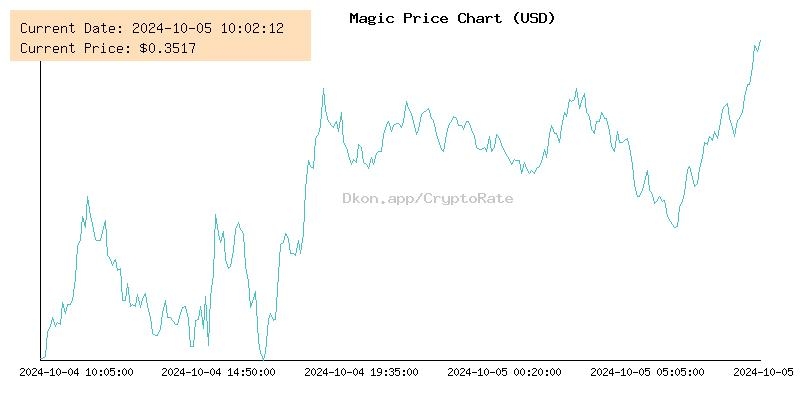 Magic Price Chart (USD)
Current Date: 2024-10-05 10:02:12
Current Price: $0.3517
Dkon.app/CryptoRate
2024-10-04 10:05:00 2024-10-04 14:50:00 2024-10-04 19:35:00 2024-10-05 00:20:00 2024-10-05 05:05:00 2024-10-05